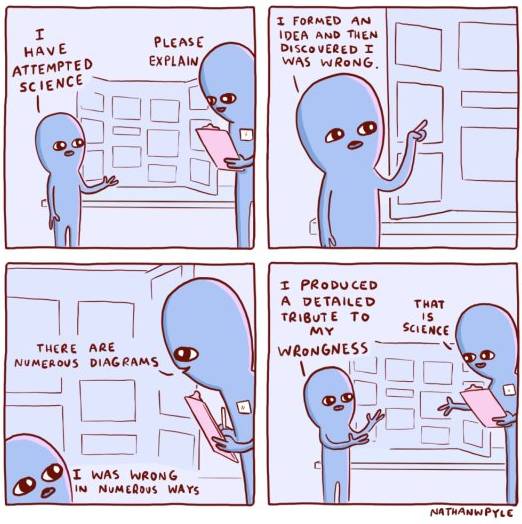 I
HAVE
ATTEMPTED
SCIENCE
PLEASE
EXPLAIN
I FORMED AN
IDEA AND THEN
DISCOVERED I
WAS WRONG.
THERE ARE
NUMEROUS DIAGRAMS
I WAS WRONG
IN NUMEROUS WAYS
I PRODUCED
A DETAILED
TRIBUTE TO
MY
WRONGNESS
THAT
IS
SCIENCE
NATHANWPYLE